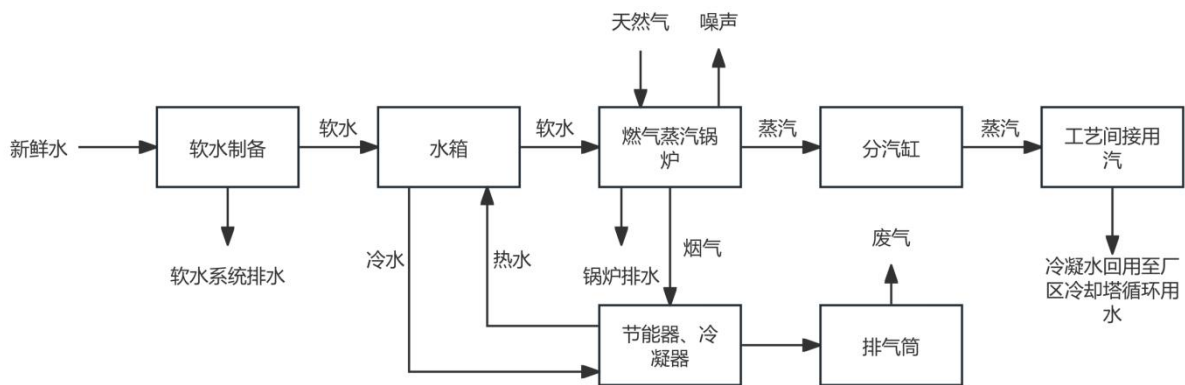 天然气
噪声
新鲜水
软水制备
软水
水箱
软水
燃气蒸汽锅
炉
蒸汽
分汽缸
蒸汽
工艺间接用
汽
软水系统排水
冷水
热水
锅炉排水
烟气
废气
冷凝水回用至厂
区冷却塔循环用
水
节能器、冷
凝器
排气筒